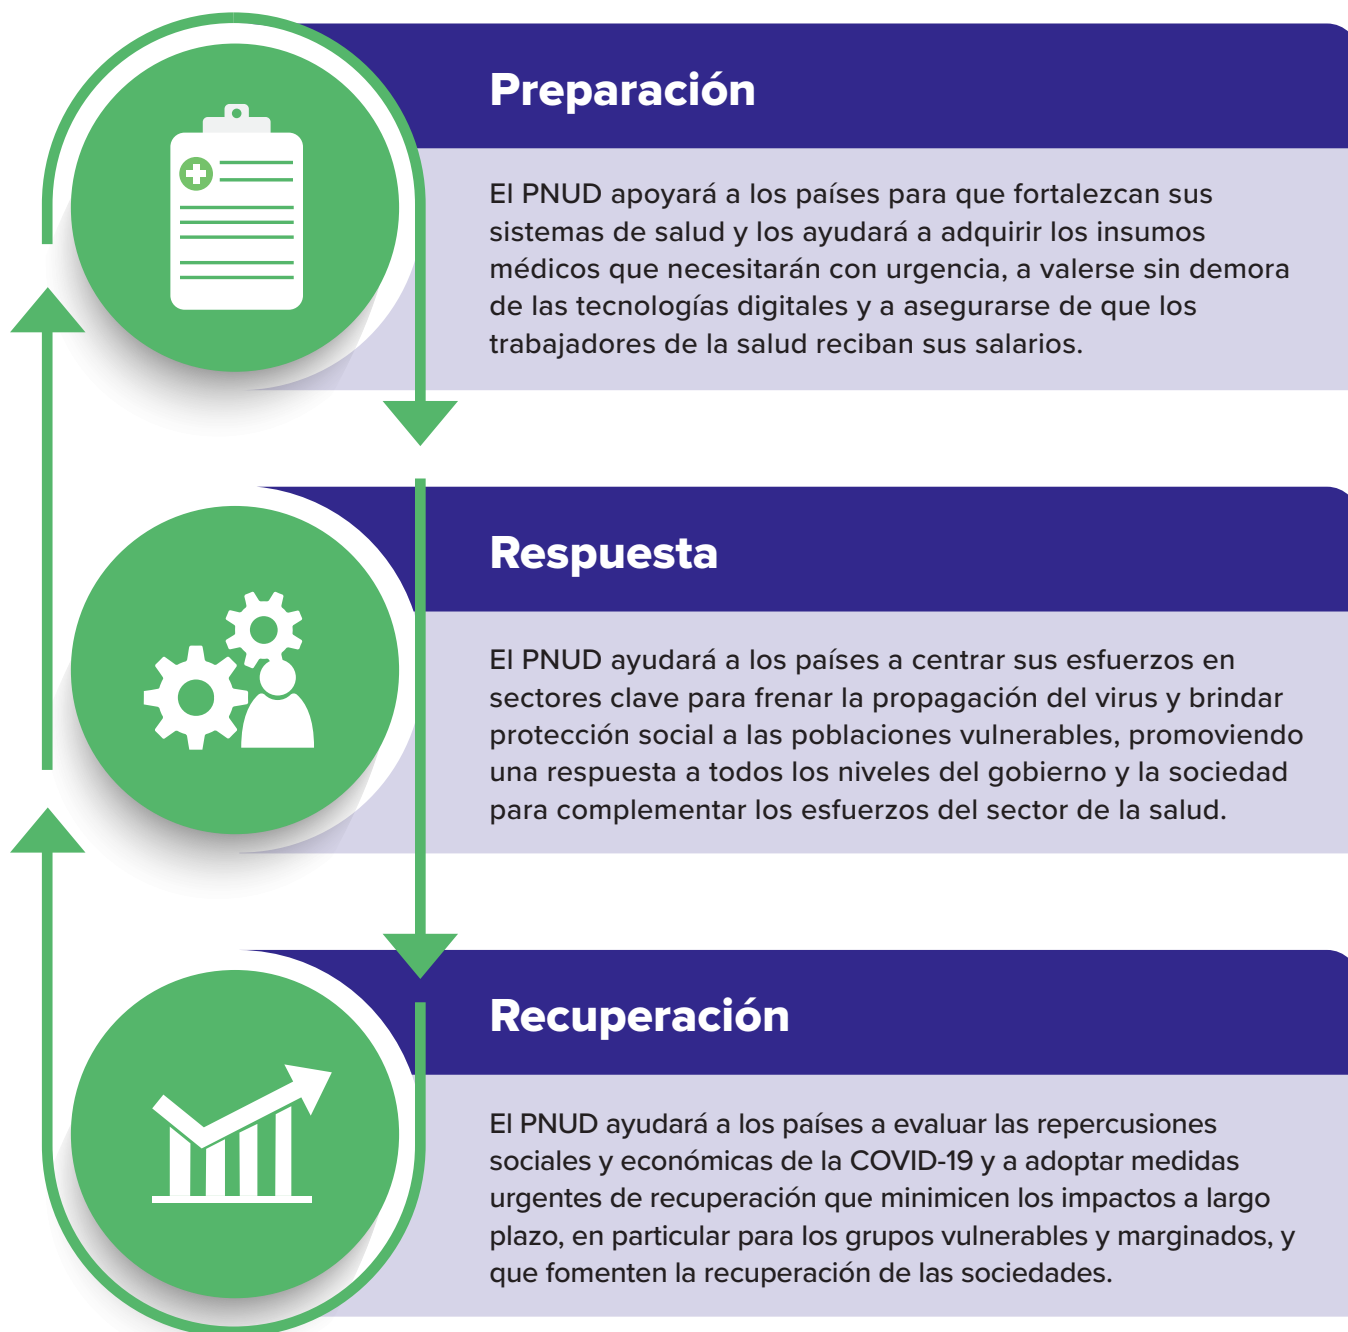 Preparación
El PNUD apoyará a los países para que fortalezcan sus
sistemas de salud y los ayudará a adquirir los insumos
médicos que necesitarán con urgencia, a valerse sin demora
de las tecnologías digitales y a asegurarse de que los
trabajadores de la salud reciban sus salarios.
Respuesta
El PNUD ayudará a los países a centrar sus esfuerzos en
sectores clave para frenar la propagación del virus y brindar
protección social a las poblaciones vulnerables, promoviendo
una respuesta a todos los niveles del gobierno y la sociedad
para complementar los esfuerzos del sector de la salud.
Recuperación
El PNUD ayudará a los países a evaluar las repercusiones
sociales y económicas de la COVID-19 y a adoptar medidas
urgentes de recuperación que minimicen los impactos a largo
plazo, en particular para los grupos vulnerables y marginados, y
que fomenten la recuperación de las sociedades.